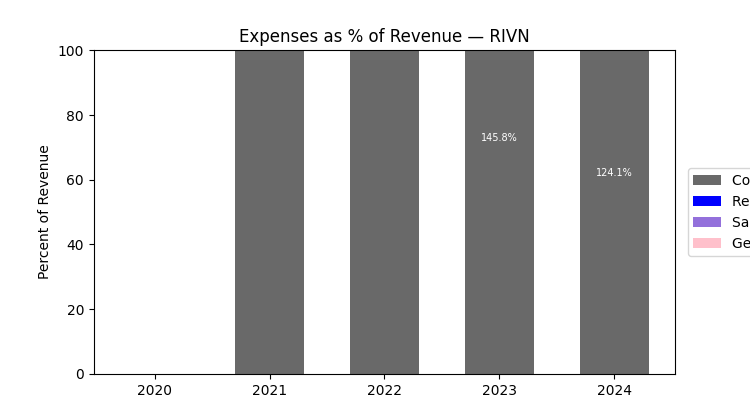 Expenses as % of Revenue — RIVN
Percent of Revenue
100
80
60
40
20
0
145.8%
124.1%
2020
2021
2022
2023
2024
Co
Re
Sa
Ge